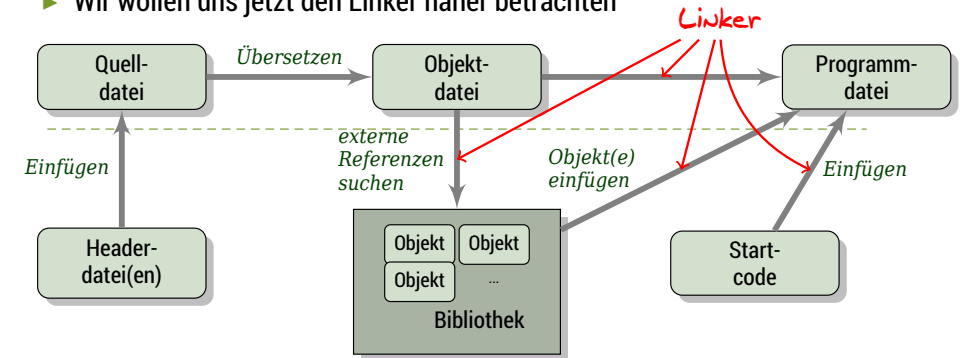 ► Wir wollen uns jetzt den Linker näher betrachten
Linker
Quell-
datei
Übersetzen
Objekt-
datei
Programm-
datei
Einfügen
externe
Referenzen
suchen
Objekt(e)
einfügen
Einfügen
Header-
datei(en)
Objekt
Objekt
Objekt
...
Bibliothek
Start-
code